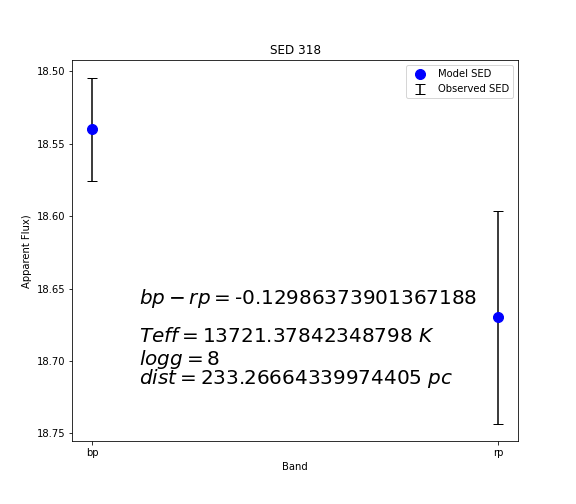 SED 318
Model SED
Observed SED
18.50
18.55
18.60
18.65
18.70
18.75
Apparent Flux)
bp − rp = -0.12986373901367188
Teff = 13721.37842348798 K
logg = 8
dist = 233.26664339974405 pc
bp
rp
Band